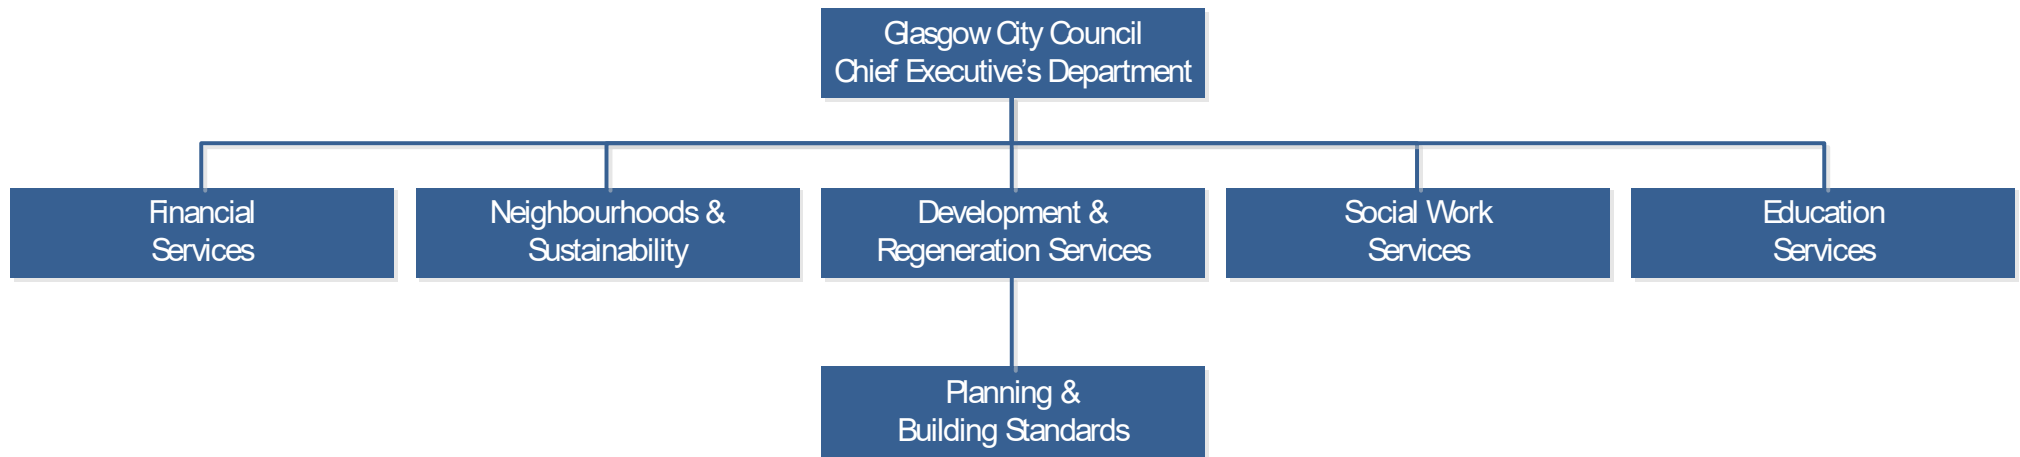 Glasgow City Council
Chief Executive’s Department
Financial
Services
Neighbourhoods &
Sustainability
Development &
Regeneration Services
Social Work
Services
Education
Services
Planning &
Building Standards